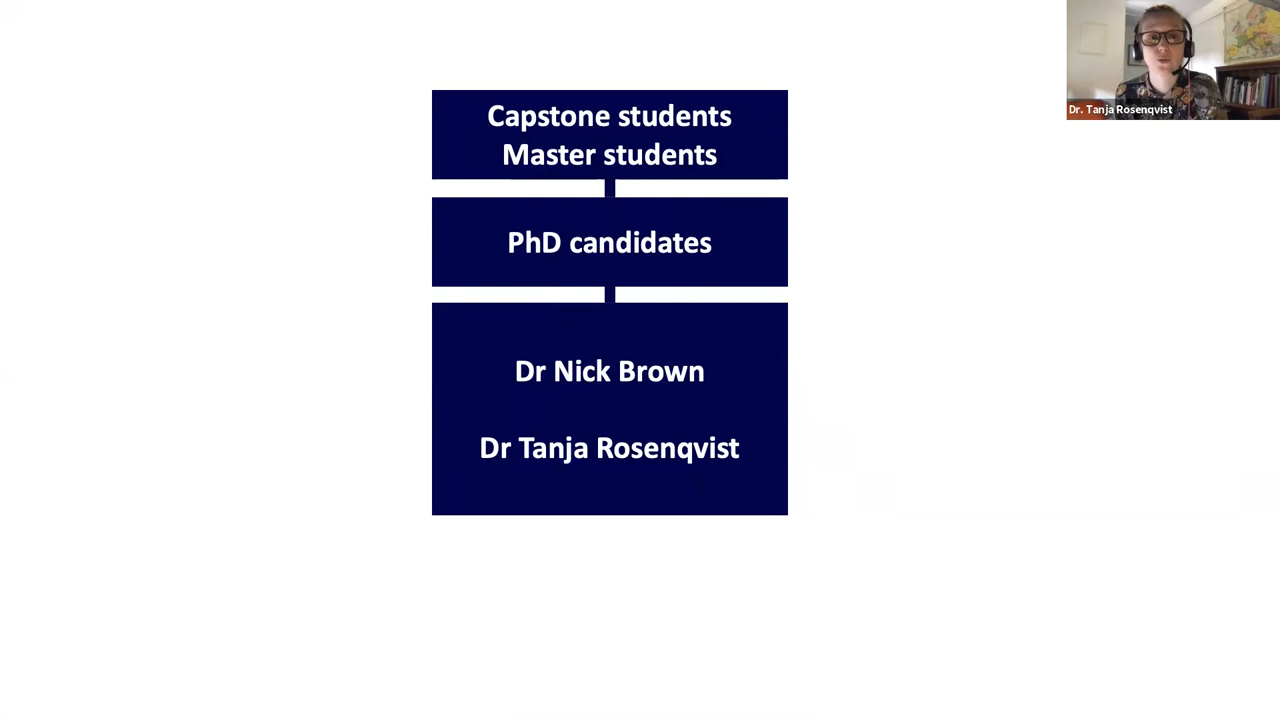 Capstone students
Master students
PhD candidates
Dr Nick Brown
Dr Tanja Rosenqvist
Dr. Tanja Rosenqvist